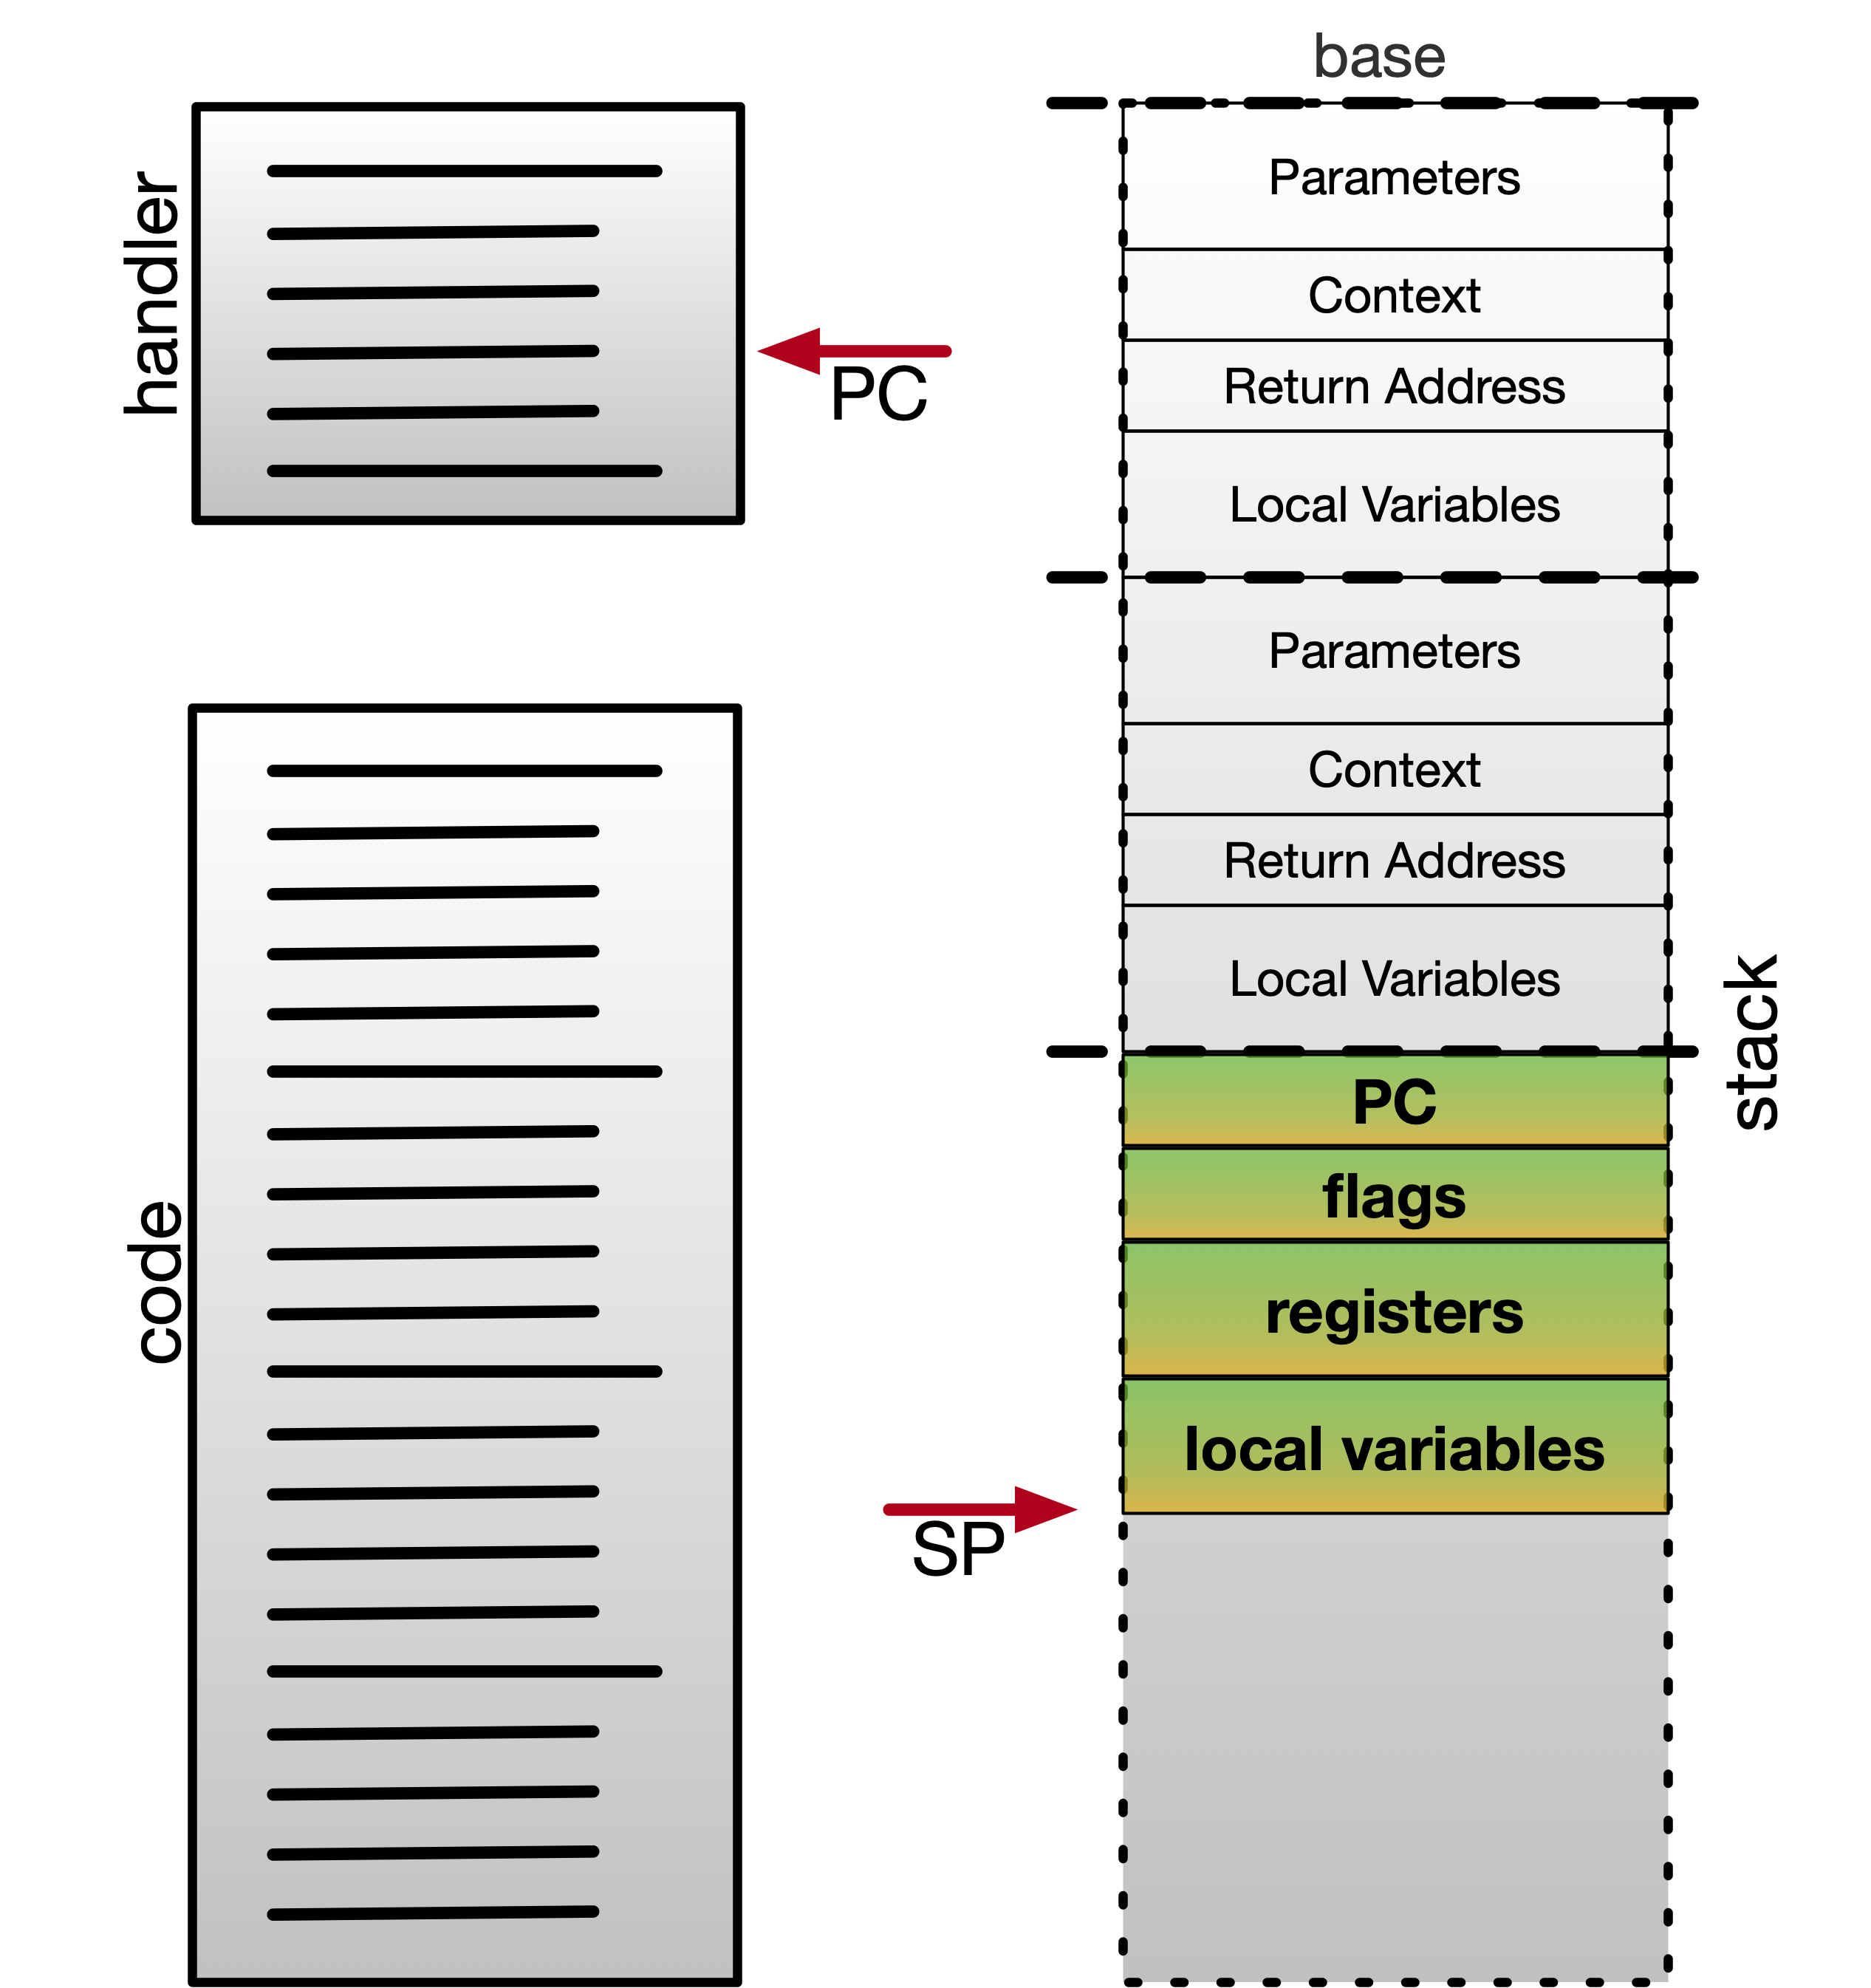 base
handler
PC
Parameters
Context
Return Address
Local Variables
Parameters
Context
Return Address
Local Variables
stack
code
PC
flags
registers
local variables
SP